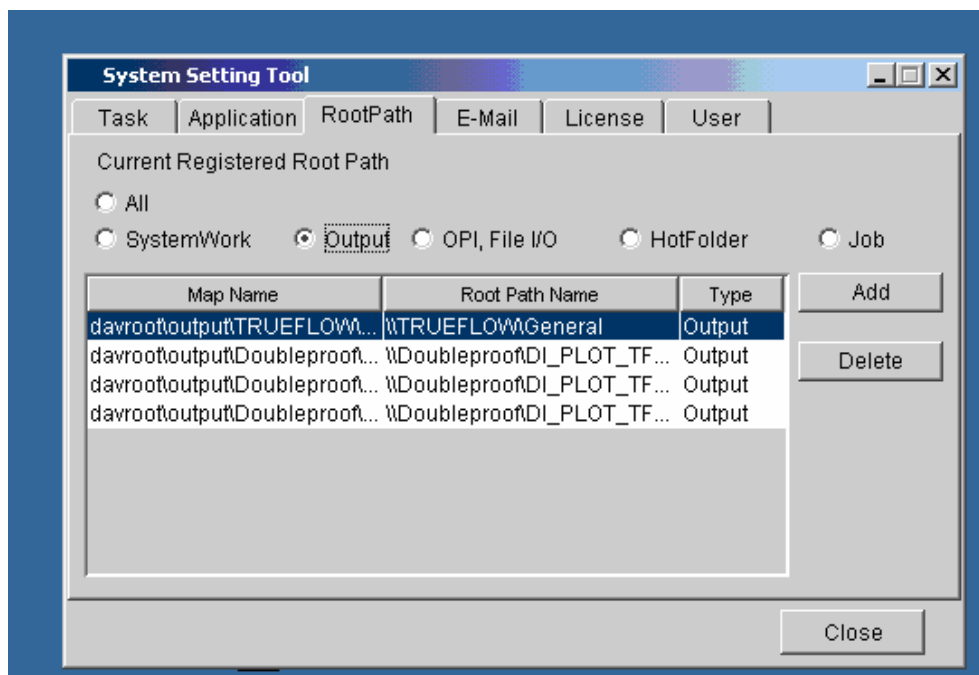 System Setting Tool
Task Application RootPath E-Mail License User
Current Registered Root Path
All
SystemWork Output OPI, File I/O HotFolder Job
Map Name Root Path Name Type
davroot\output\TRUEFLOW\... \\TRUEFLOW\General Output
davroot\output\Doubleproof\... \\Doubleproof\DI_PLOT_TF... Output
davroot\output\Doubleproof\... \\Doubleproof\DI_PLOT_TF... Output
davroot\output\Doubleproof\... \\Doubleproof\DI_PLOT_TF... Output
Add
Delete
Close